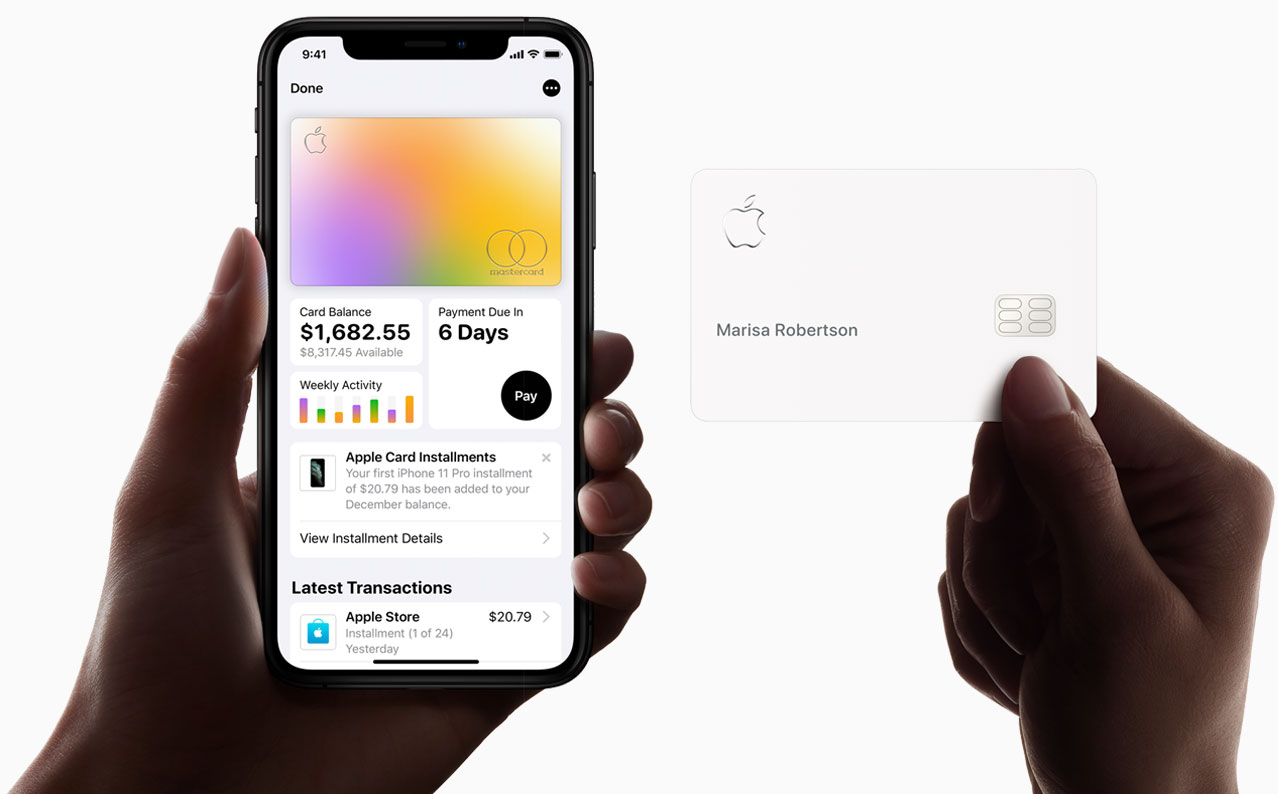 9:41
Done
mastercard
Card Balance
$1,682.55
$8,317.45 Available
Payment Due In
6 Days
Weekly Activity
Pay
Apple Card Installments
Your first iPhone 11 Pro installment
of $20.79 has been added to your
December balance.
View Installment Details
Latest Transactions
Apple Store
$20.79
Installment (1 of 24)
Yesterday
Marisa Robertson